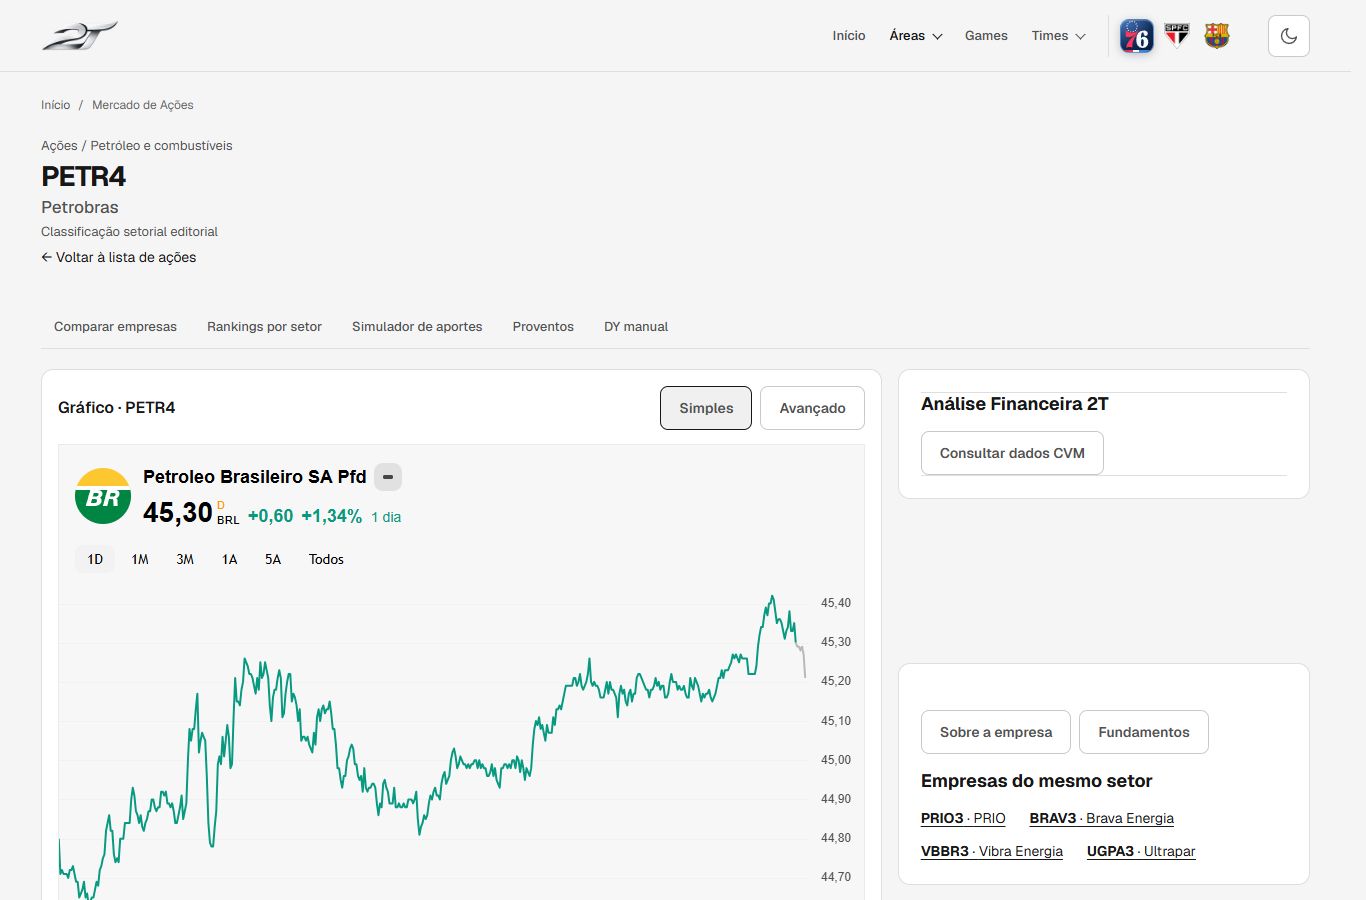 2T
Início
Áreas
Games
Times
76
SPFC
Início / Mercado de Ações
Ações / Petróleo e combustíveis
PETR4
Petrobras
Classificação setorial editorial
← Voltar à lista de ações
Comparar empresas
Rankings por setor
Simulador de aportes
Proventos
DY manual
Gráfico · PETR4
Simples
Avançado
BR
Petroleo Brasileiro SA Pfd
45,30 D BRL +0,60 +1,34% 1 dia
1D 1M 3M 1A 5A Todos
45,40
45,30
45,20
45,10
45,00
44,90
44,80
44,70
Análise Financeira 2T
Consultar dados CVM
Sobre a empresa
Fundamentos
Empresas do mesmo setor
PRIO3 · PRIO
BRAV3 · Brava Energia
VBBR3 · Vibra Energia
UGPA3 · Ultrapar